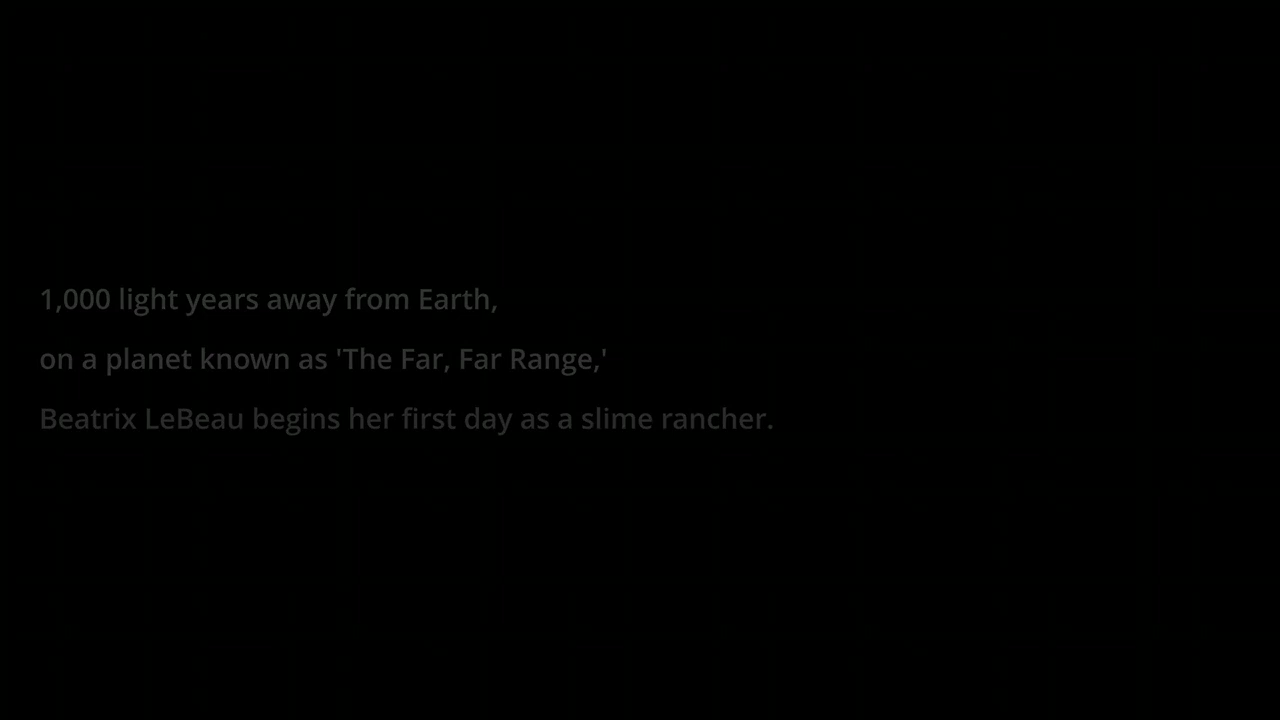 1,000 light years away from Earth,
on a planet known as 'The Far, Far Range,'
Beatrix LeBeau begins her first day as a slime rancher.